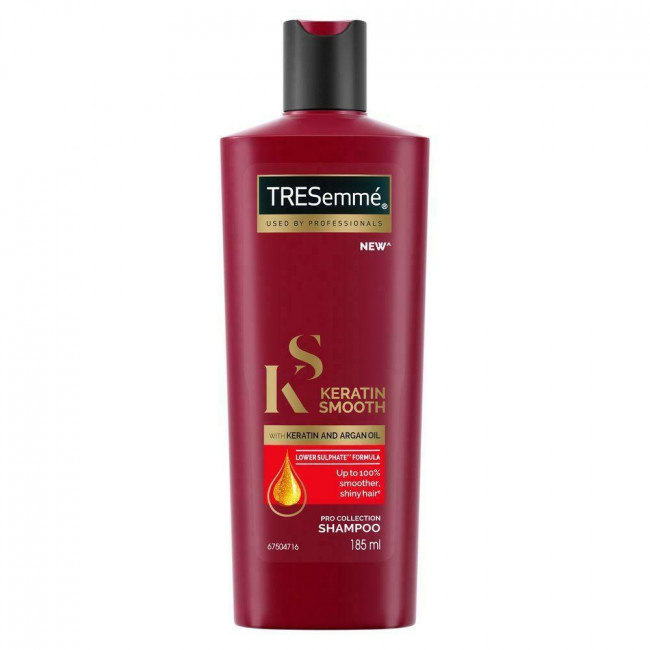 TRESemmé®
USED BY PROFESSIONALS
NEW^
KS
KERATIN
SMOOTH
WITH KERATIN AND ARGAN OIL
LOWER SULPHATE** FORMULA
Up to 100%
smoother,
shiny hair#
PRO COLLECTION
SHAMPOO
67504716
185 ml